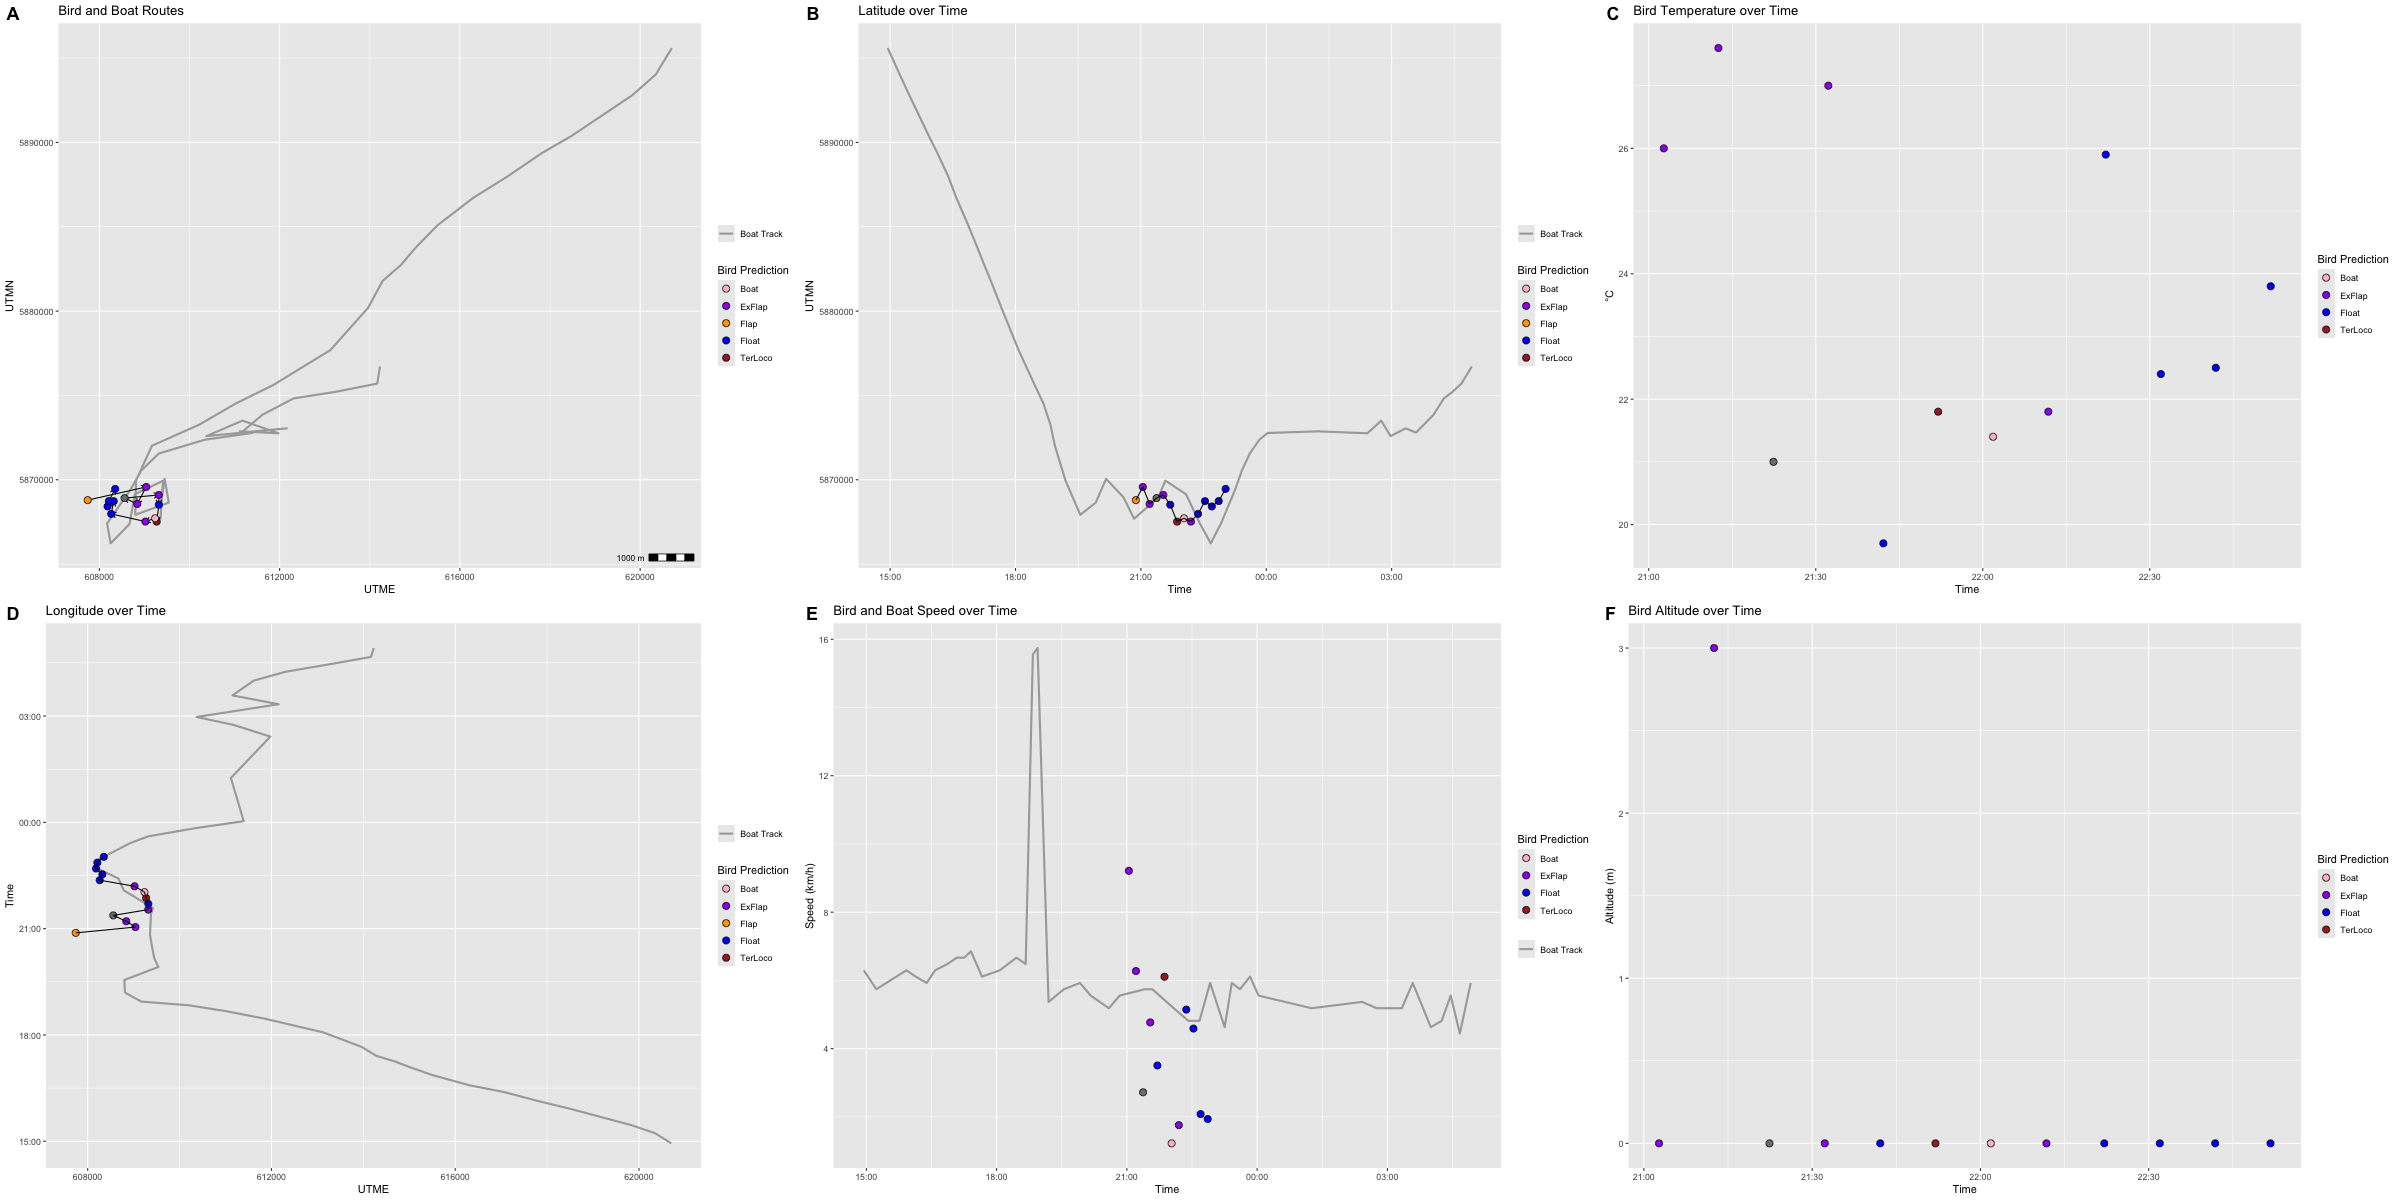 A
Bird and Boat Routes
5890000
5880000
5870000
UTMN
608000
612000
616000
620000
UTME
1000 m
Boat Track
Bird Prediction
Boat
ExFlap
Flap
Float
TerLoco
B
Latitude over Time
5890000
5880000
5870000
UTMN
15:00
18:00
21:00
00:00
03:00
Time
Boat Track
Bird Prediction
Boat
ExFlap
Flap
Float
TerLoco
C
Bird Temperature over Time
26
24
22
20
°C
21:00
21:30
22:00
22:30
Time
Bird Prediction
Boat
ExFlap
Float
TerLoco
D
Longitude over Time
03:00
00:00
21:00
18:00
15:00
Time
608000
612000
616000
620000
UTME
Boat Track
Bird Prediction
Boat
ExFlap
Flap
Float
TerLoco
E
Bird and Boat Speed over Time
16
12
8
4
Speed (km/h)
15:00
18:00
21:00
00:00
03:00
Time
Bird Prediction
Boat
ExFlap
Float
TerLoco
Boat Track
F
Bird Altitude over Time
3
2
1
0
Altitude (m)
21:00
21:30
22:00
22:30
Time
Bird Prediction
Boat
ExFlap
Float
TerLoco